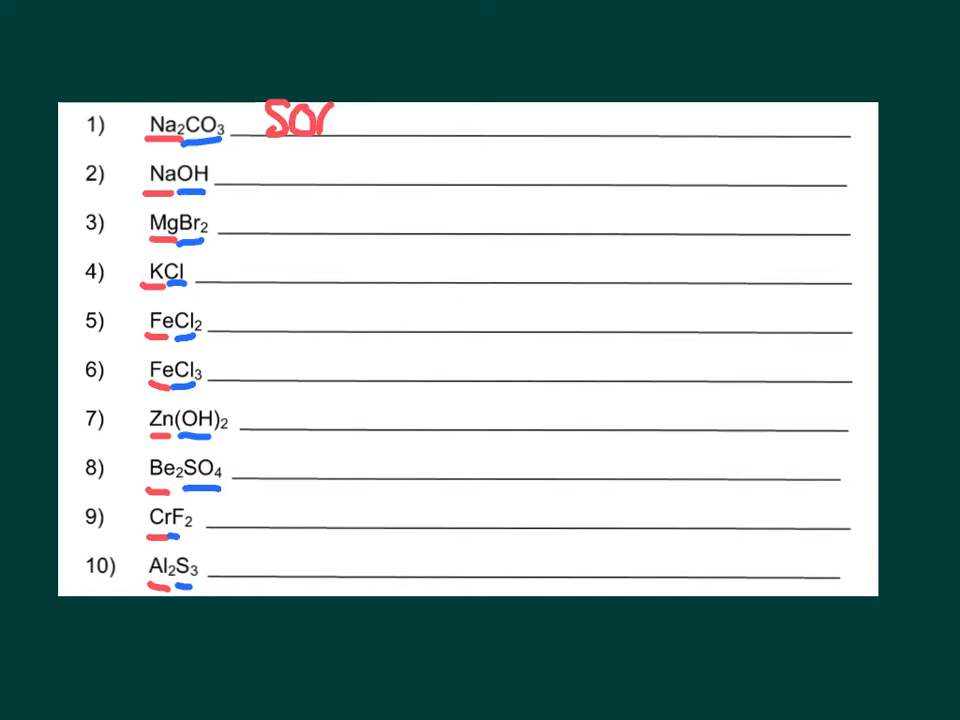 1) Na₂CO₃ sor
2) NaOH
3) MgBr₂
4) KCl
5) FeCl₂
6) FeCl₃
7) Zn(OH)₂
8) Be₂SO₄
9) CrF₂
10) Al₂S₃